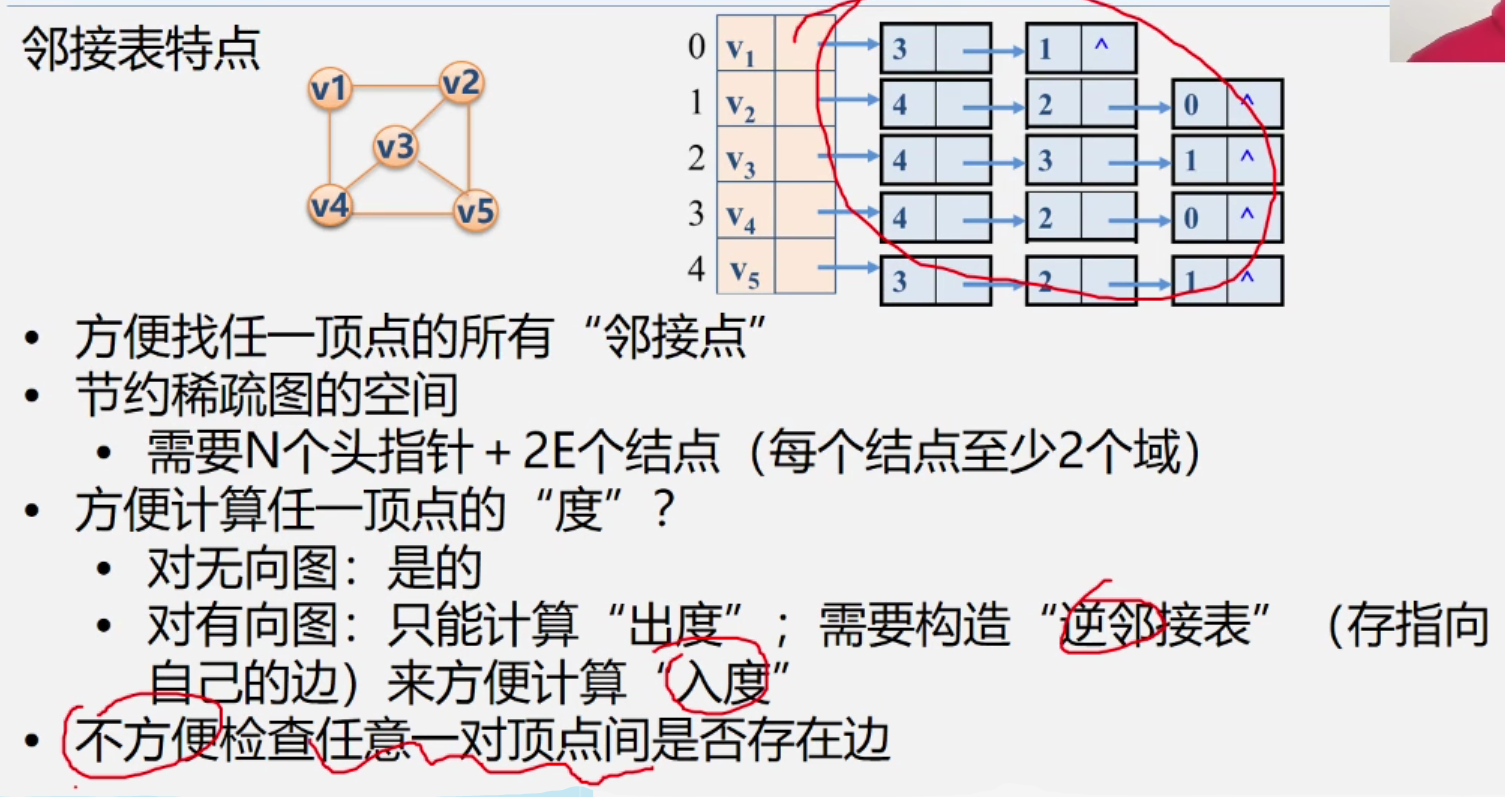 邻接表特点
v1 v2
v3
v4 v5
0 v1 3 1 ^
1 v2 4 2 0 ^
2 v3 4 3 1 ^
3 v4 4 2 0 ^
4 v5 3 2 1 ^
• 方便找任一顶点的所有“邻接点”
• 节约稀疏图的空间
• 需要N个头指针 + 2E个结点（每个结点至少2个域）
• 方便计算任一顶点的“度”？
• 对无向图：是的
• 对有向图：只能计算“出度”；需要构造“逆邻接表”（存指向
自己的边）来方便计算“入度”
• 不方便检查任意一对顶点间是否存在边